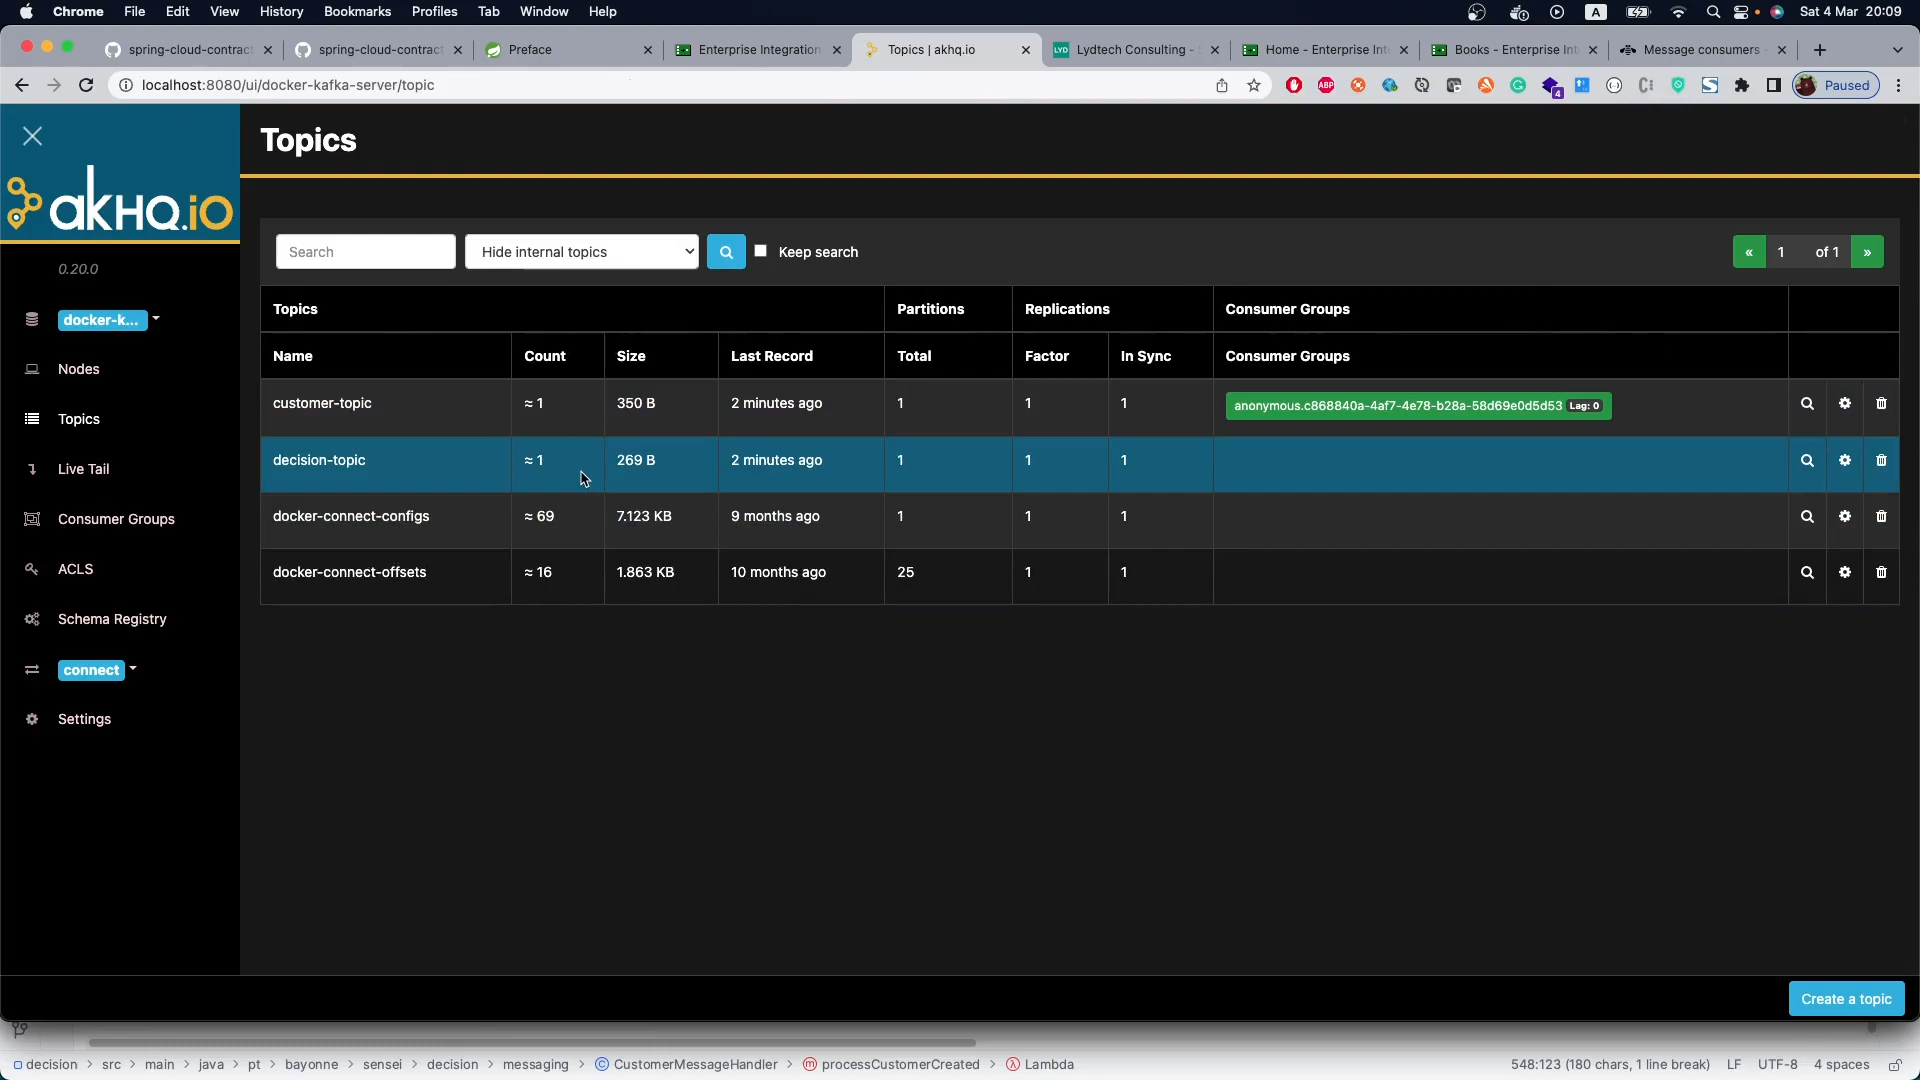 Chrome File Edit View History Bookmarks Profiles Tab Window Help A Sat 4 Mar 20:09
spring-cloud-contract spring-cloud-contract Preface Enterprise Integration Topics | akhq.io LYD Lydtech Consulting - Home - Enterprise Int Books - Enterprise Int Message consumers -
localhost:8080/ui/docker-kafka-server/topic ABP 4 Paused
akHQ.io
0.20.0
docker-k...
Nodes
Topics
Live Tail
Consumer Groups
ACLS
Schema Registry
connect
Settings
Topics
Search Hide internal topics Keep search « 1 of 1 »
Topics Partitions Replications Consumer Groups
Name Count Size Last Record Total Factor In Sync Consumer Groups
customer-topic ≈ 1 350 B 2 minutes ago 1 1 1 anonymous.c868840a-4af7-4e78-b28a-58d69e0d5d53 Lag: 0
decision-topic ≈ 1 269 B 2 minutes ago 1 1 1
docker-connect-configs ≈ 69 7.123 KB 9 months ago 1 1 1
docker-connect-offsets ≈ 16 1.863 KB 10 months ago 25 1 1
Create a topic
decision > src > main > java > pt > bayonne > sensei > decision > messaging > C CustomerMessageHandler > m processCustomerCreated > λ Lambda 548:123 (180 chars, 1 line break) LF UTF-8 4 spaces